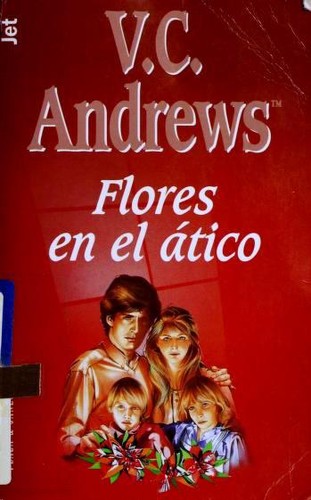 Jet
V.C.
Andrews™
Flores
en el ático